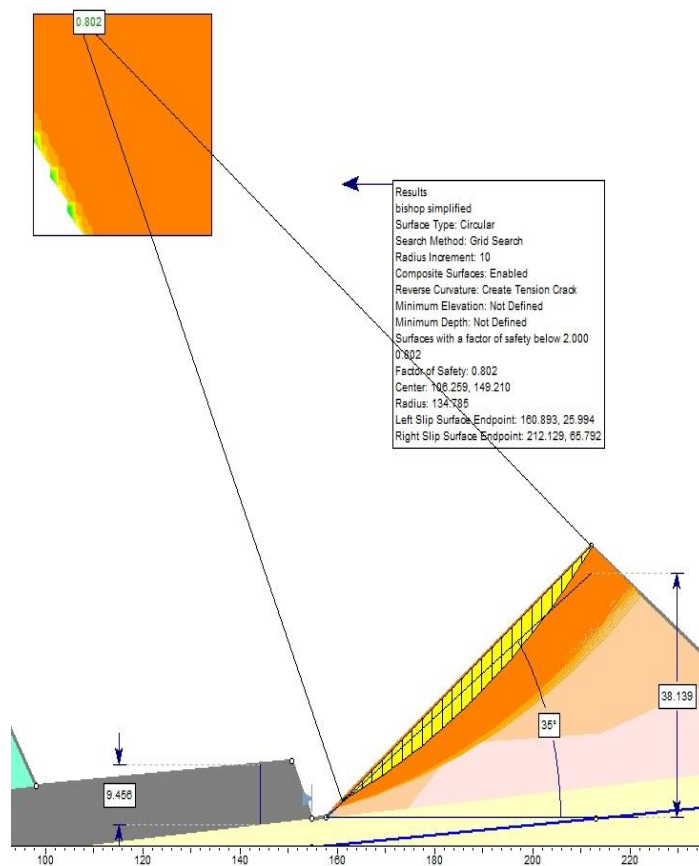 0.802
Results
bishop simplified
Surface Type: Circular
Search Method: Grid Search
Radius Increment: 10
Composite Surfaces: Enabled
Reverse Curvature: Create Tension Crack
Minimum Elevation: Not Defined
Minimum Depth: Not Defined
Surfaces with a factor of safety below 2.000
0.802
Factor of Safety: 0.802
Center: 106.259, 149.210
Radius: 134.785
Left Slip Surface Endpoint: 160.893, 25.994
Right Slip Surface Endpoint: 212.129, 65.792
38.139
35°
9.456
100 120 140 160 180 200 220